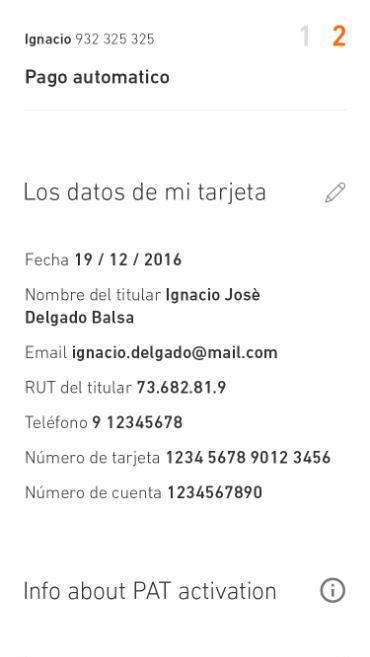 Ignacio 932 325 325
1 2
Pago automatico
Los datos de mi tarjeta
Fecha 19 / 12 / 2016
Nombre del titular Ignacio Josè
Delgado Balsa
Email ignacio.delgado@mail.com
RUT del titular 73.682.81.9
Teléfono 9 12345678
Número de tarjeta 1234 5678 9012 3456
Número de cuenta 1234567890
Info about PAT activation